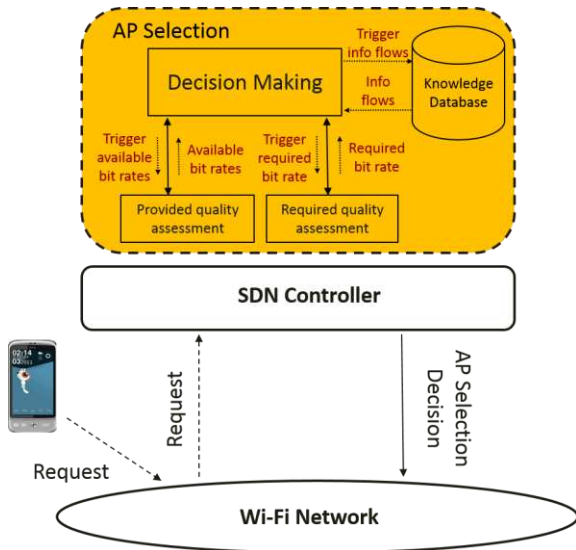 AP Selection
Decision Making
Trigger
info flows
Info
flows
Knowledge
Database
Trigger
available
bit rates
Available
bit rates
Trigger
required
bit rate
Required
bit rate
Provided quality
assessment
Required quality
assessment
SDN Controller
02:14
Request
Request
AP Selection
Decision
Wi-Fi Network